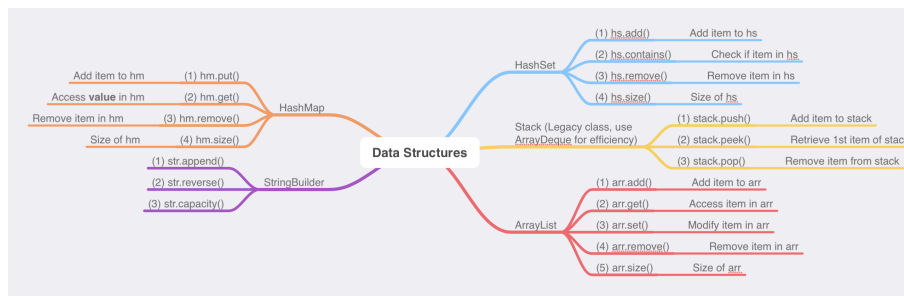 Data Structures
HashMap
Add item to hm (1) hm.put()
Access value in hm (2) hm.get()
Remove item in hm (3) hm.remove()
Size of hm (4) hm.size()
StringBuilder
(1) str.append()
(2) str.reverse()
(3) str.capacity()
HashSet
(1) hs.add() Add item to hs
(2) hs.contains() Check if item in hs
(3) hs.remove() Remove item in hs
(4) hs.size() Size of hs
Stack (Legacy class, use
ArrayDeque for efficiency)
(1) stack.push() Add item to stack
(2) stack.peek() Retrieve 1st item of stac
(3) stack.pop() Remove item from stack
ArrayList
(1) arr.add() Add item to arr
(2) arr.get() Access item in arr
(3) arr.set() Modify item in arr
(4) arr.remove() Remove item in arr
(5) arr.size() Size of arr